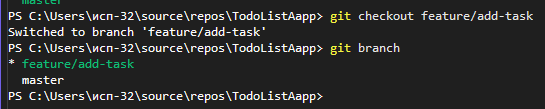 master
PS C:\Users\исп-32\source\repos\TodoListAapp> git checkout feature/add-task
Switched to branch 'feature/add-task'
PS C:\Users\исп-32\source\repos\TodoListAapp> git branch
* feature/add-task
  master
PS C:\Users\исп-32\source\repos\TodoListAapp>